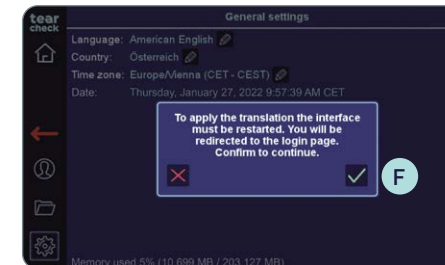 tear
check
General settings
Language: American English
Country: Österreich
Time zone: Europe/Vienna (CET - CEST)
Date: Thursday, January 27, 2022 9:57:39 AM CET
To apply the translation the interface
must be restarted. You will be
redirected to the login page.
Confirm to continue.
F
Memory used 5% (10,699 MB / 203,127 MB)